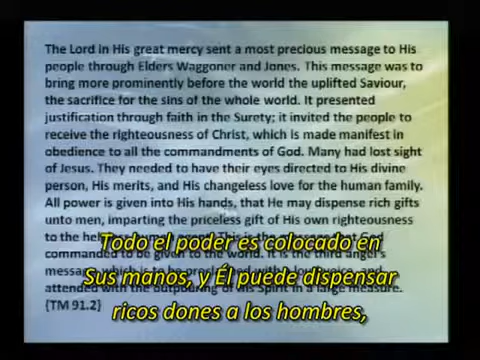 The Lord in His great mercy sent a most precious message to His
people through Elders Waggoner and Jones. This message was to
bring more prominently before the world the uplifted Saviour,
the sacrifice for the sins of the whole world. It presented
justification through faith in the Surety; it invited the people to
receive the righteousness of Christ, which is made manifest in
obedience to all the commandments of God. Many had lost sight
of Jesus. They needed to have their eyes directed to His divine
person, His merits, and His changeless love for the human family.
All power is given into His hands, that He may dispense rich gifts
unto men, imparting the priceless gift of His own righteousness
to the
commanded to be given to the world. It is the third angel's
attended with the outpouring of His Spirit in a large measure.
{TM 91.2}
Todo el poder es colocado en
Sus manos, y Él puede dispensar
ricos dones a los hombres,